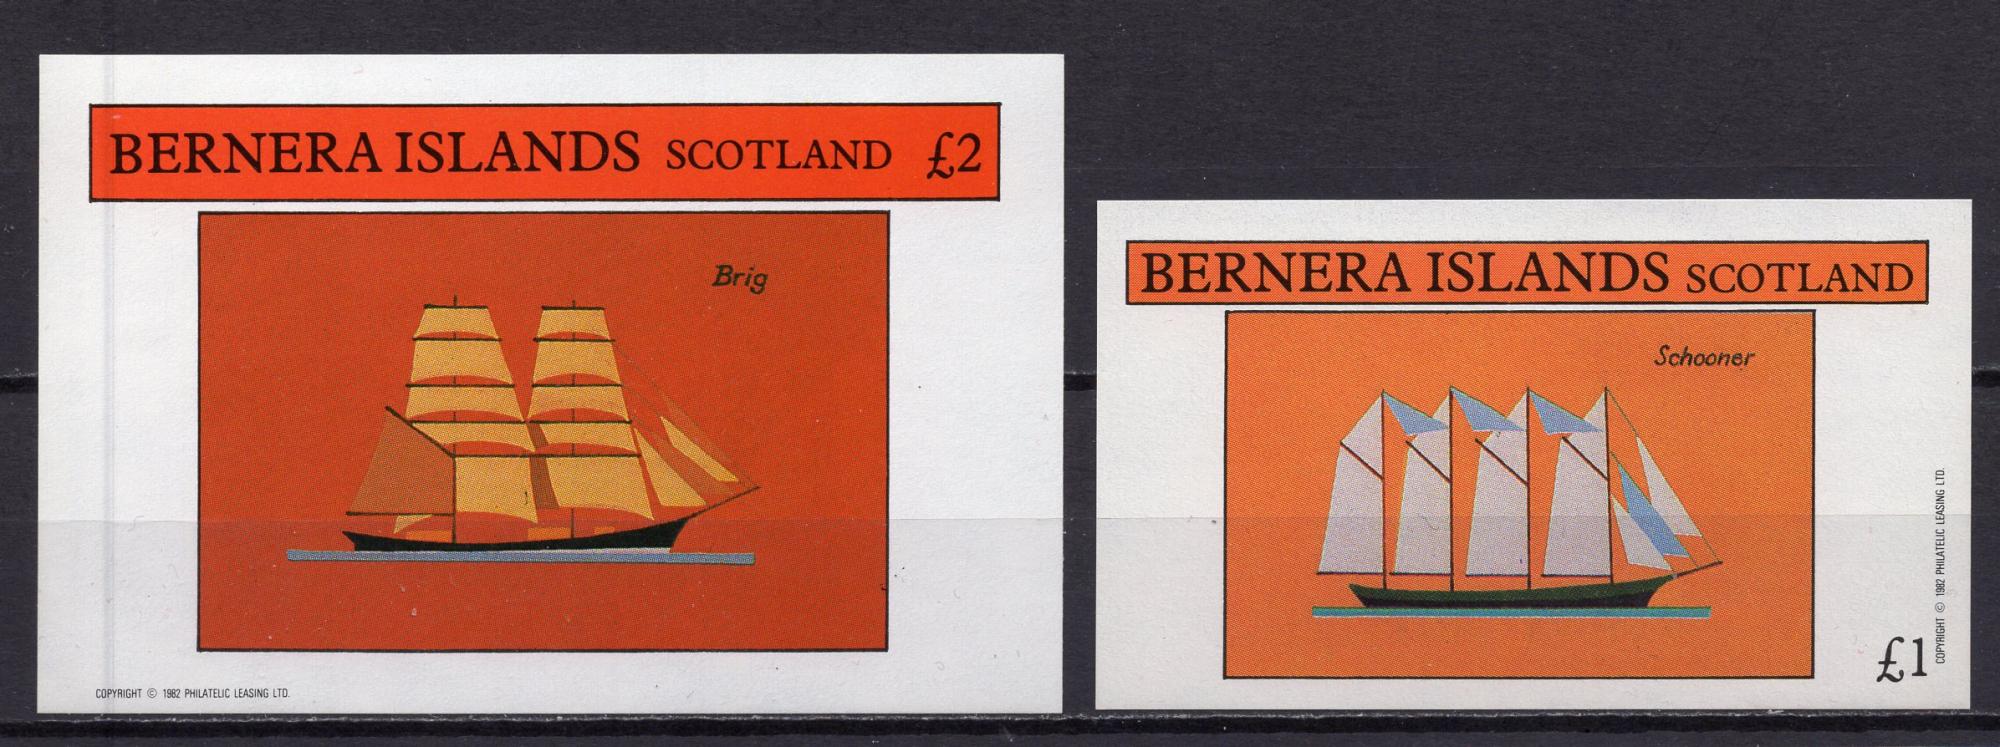 BERNERA ISLANDS SCOTLAND £2
Brig
COPYRIGHT © 1982 PHILATELIC LEASING LTD.
BERNERA ISLANDS SCOTLAND
Schooner
£1
COPYRIGHT © 1982 PHILATELIC LEASING LTD.